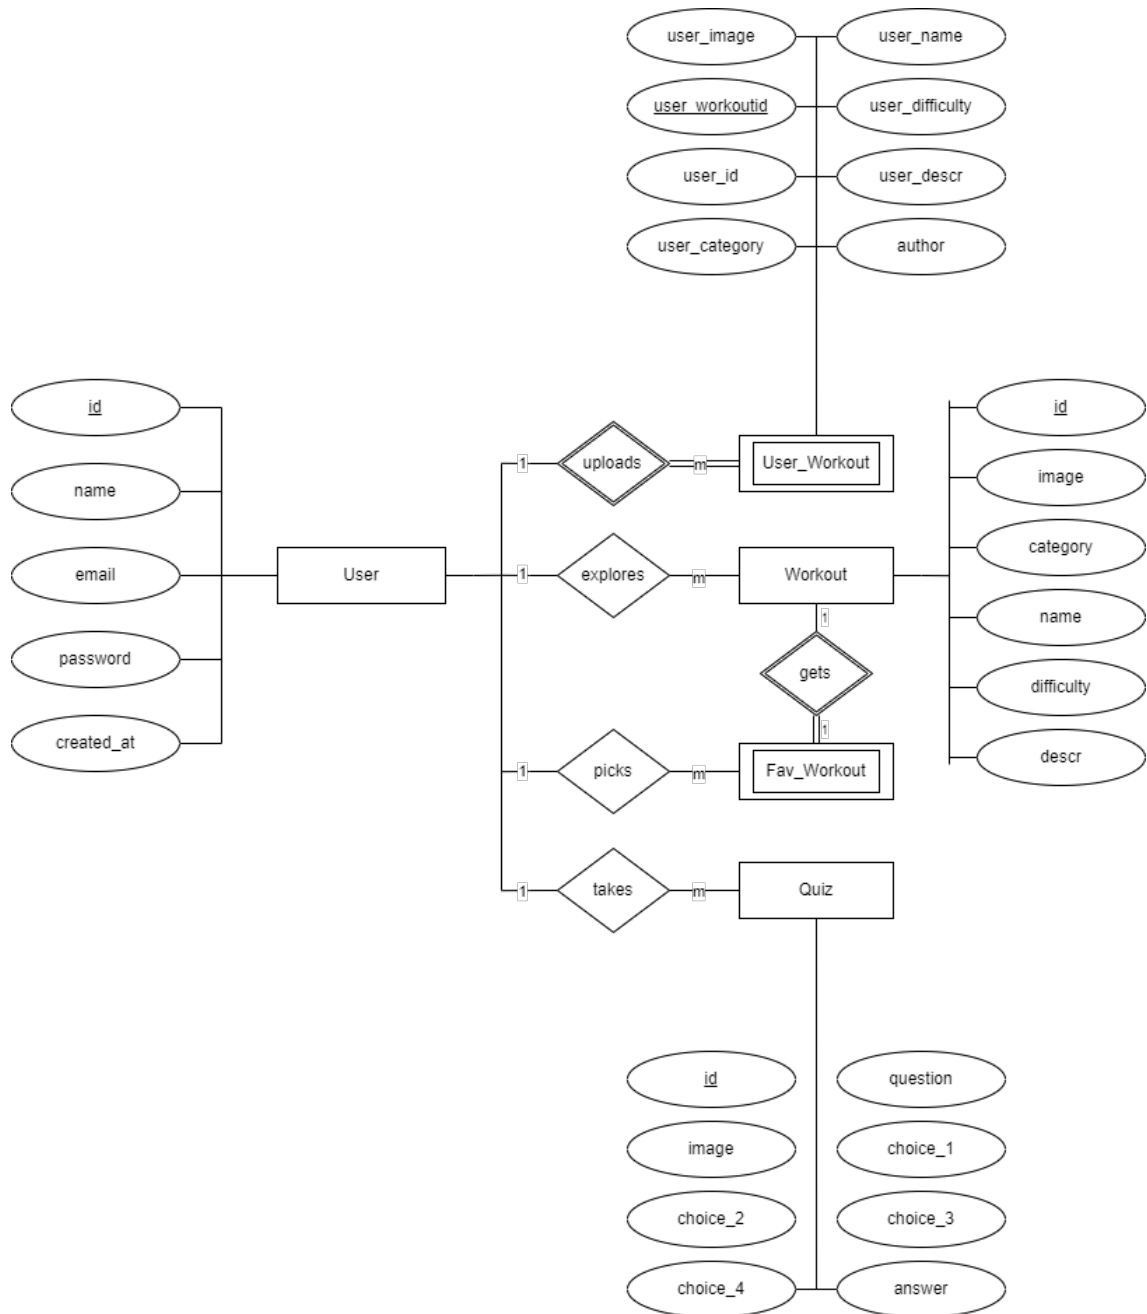 user_image
user_name
user_workoutid
user_difficulty
user_id
user_descr
user_category
author
id
name
email
password
created_at
User
1
uploads
m
User_Workout
1
explores
m
Workout
1
gets
1
1
picks
m
Fav_Workout
1
takes
m
Quiz
id
image
category
name
difficulty
descr
id
question
image
choice_1
choice_2
choice_3
choice_4
answer